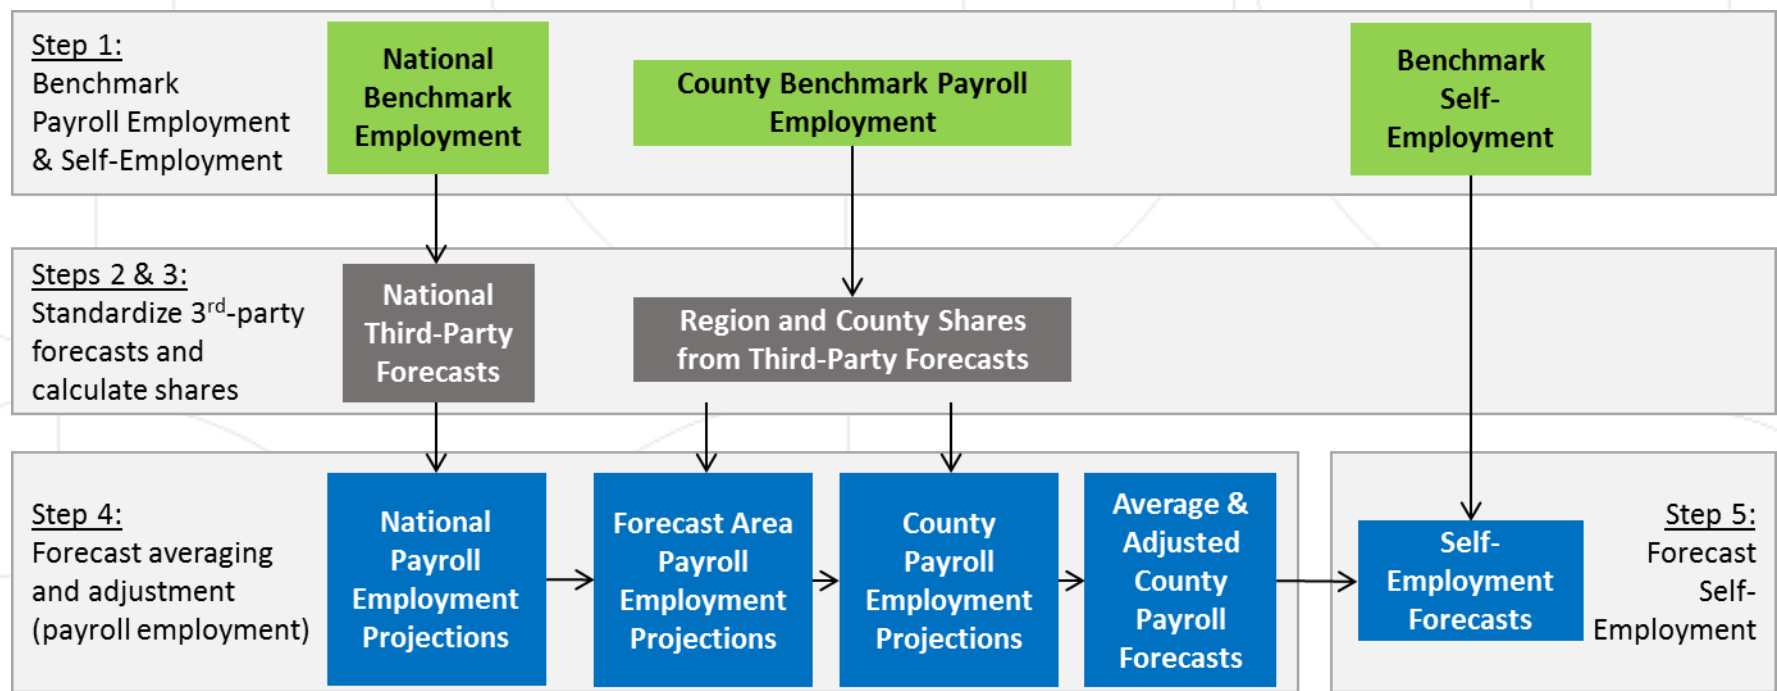 Step 1:
Benchmark
Payroll Employment
& Self-Employment
National
Benchmark
Employment
County Benchmark Payroll
Employment
Benchmark
Self-
Employment
Steps 2 & 3:
Standardize 3rd-party
forecasts and
calculate shares
National
Third-Party
Forecasts
Region and County Shares
from Third-Party Forecasts
Step 4:
Forecast averaging
and adjustment
(payroll employment)
National
Payroll
Employment
Projections
Forecast Area
Payroll
Employment
Projections
County
Payroll
Employment
Projections
Average &
Adjusted
County
Payroll
Forecasts
Self-
Employment
Forecasts
Step 5:
Forecast
Self-
Employment